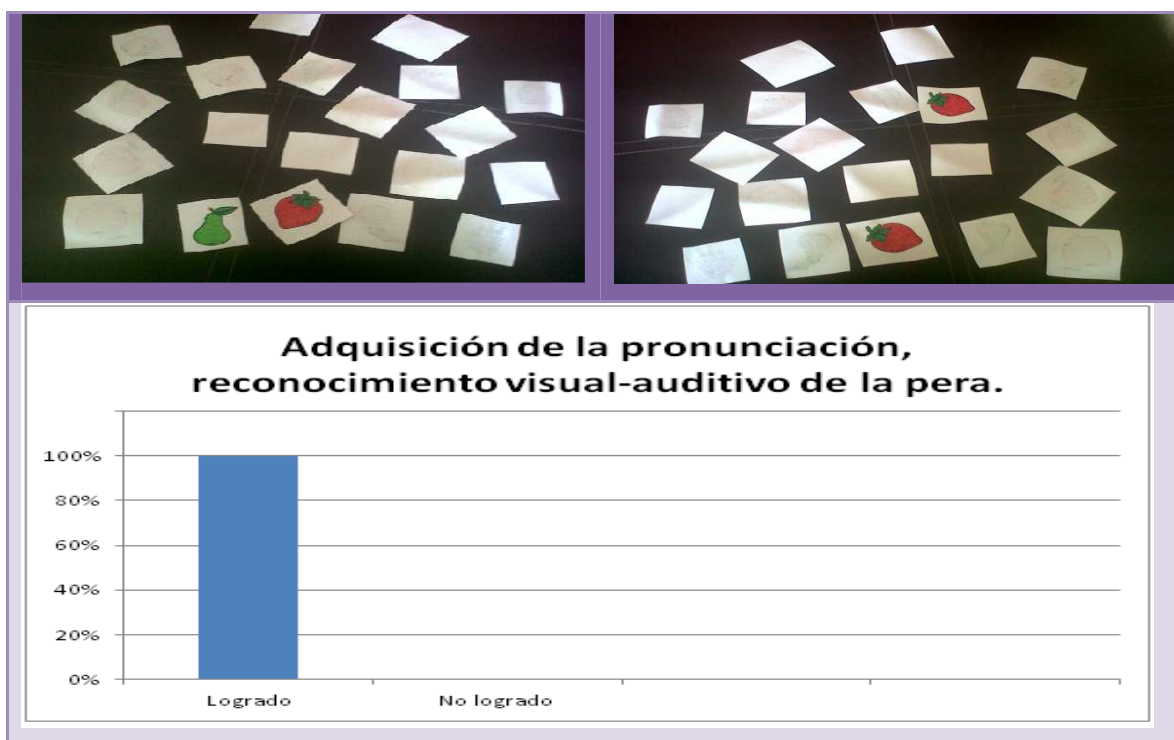 Adquisición de la pronunciación,
reconocimiento visual-auditivo de la pera.
100%
80%
60%
40%
20%
0%
Logrado
No logrado